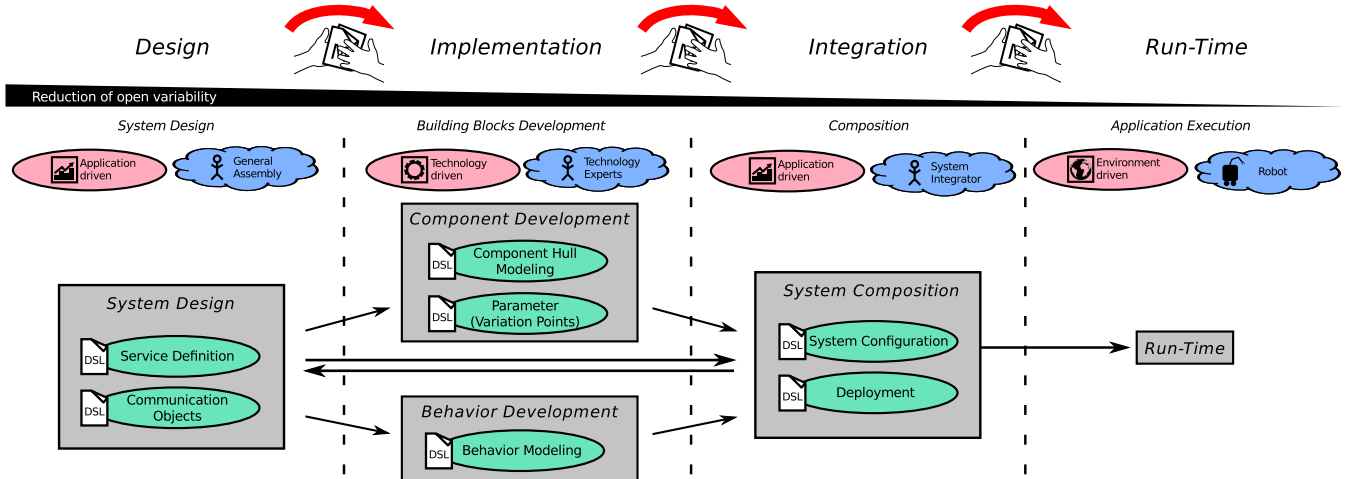 Design
Implementation
Integration
Run-Time
Reduction of open variability
System Design
Building Blocks Development
Composition
Application Execution
Application
driven
General
Assembly
Technology
driven
Technology
Experts
Application
driven
System
Integrator
Environment
driven
Robot
System Design
DSL
Service Definition
DSL
Communication
Objects
Component Development
DSL
Component Hull
Modeling
DSL
Parameter
(Variation Points)
Behavior Development
DSL
Behavior Modeling
System Composition
DSL
System Configuration
DSL
Deployment
Run-Time